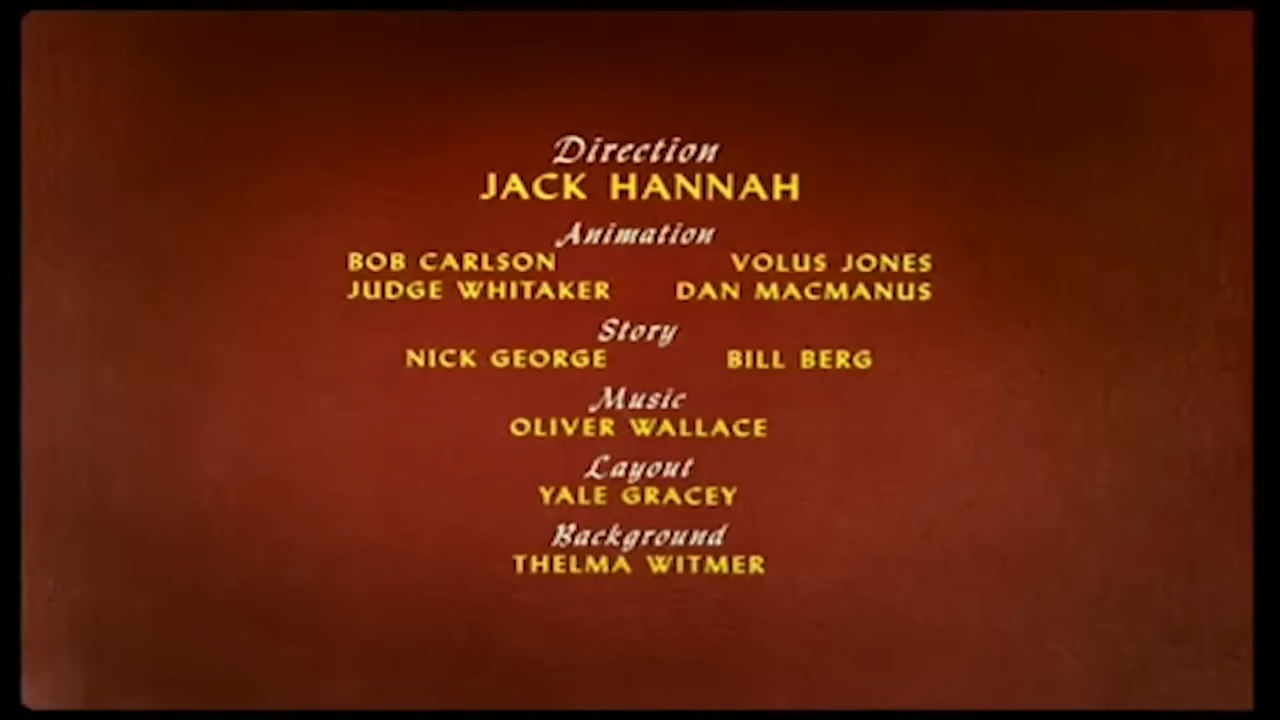 Direction
JACK HANNAH
Animation
BOB CARLSON VOLUS JONES
JUDGE WHITAKER DAN MACMANUS
Story
NICK GEORGE BILL BERG
Music
OLIVER WALLACE
Layout
YALE GRACEY
Background
THELMA WITMER